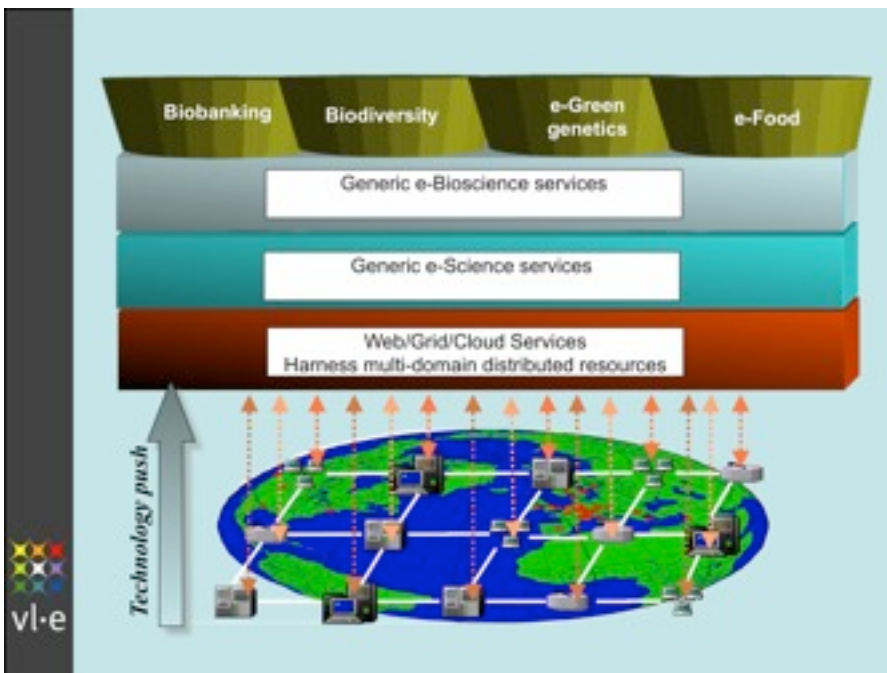 Biobanking
Biodiversity
e-Green
genetics
e-Food
Generic e-Bioscience services
Generic e-Science services
Web/Grid/Cloud Services
Harness multi-domain distributed resources
Technology push
vl·e